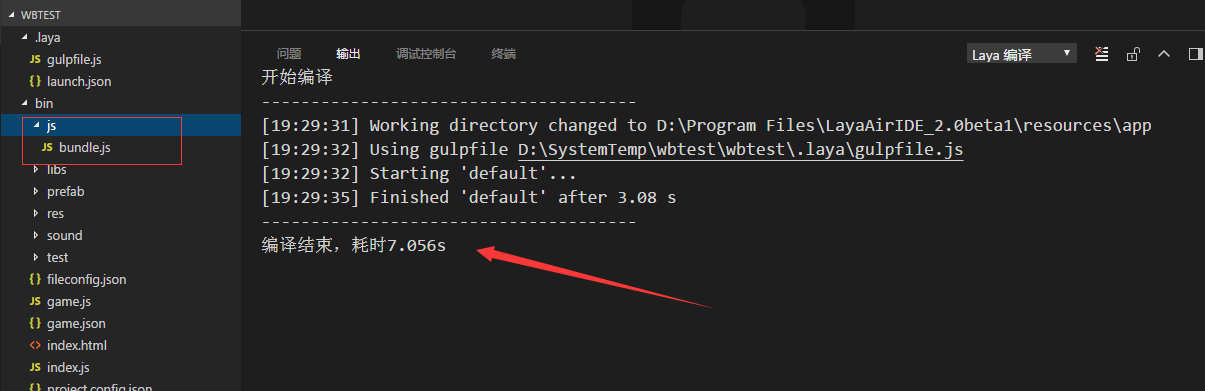 WBTEST
.laya
JS gulpfile.js
{} launch.json
bin
js
JS bundle.js
libs
prefab
res
sound
test
{} fileconfig.json
JS game.js
{} game.json
<> index.html
JS index.js
{} project.config.json
问题 输出 调试控制台 终端 Laya 编译
开始编译
--------------------------------------
[19:29:31] Working directory changed to D:\Program Files\LayaAirIDE_2.0beta1\resources\app
[19:29:32] Using gulpfile D:\SystemTemp\wbtest\wbtest\.laya\gulpfile.js
[19:29:32] Starting 'default'...
[19:29:35] Finished 'default' after 3.08 s
--------------------------------------
编译结束，耗时7.056s